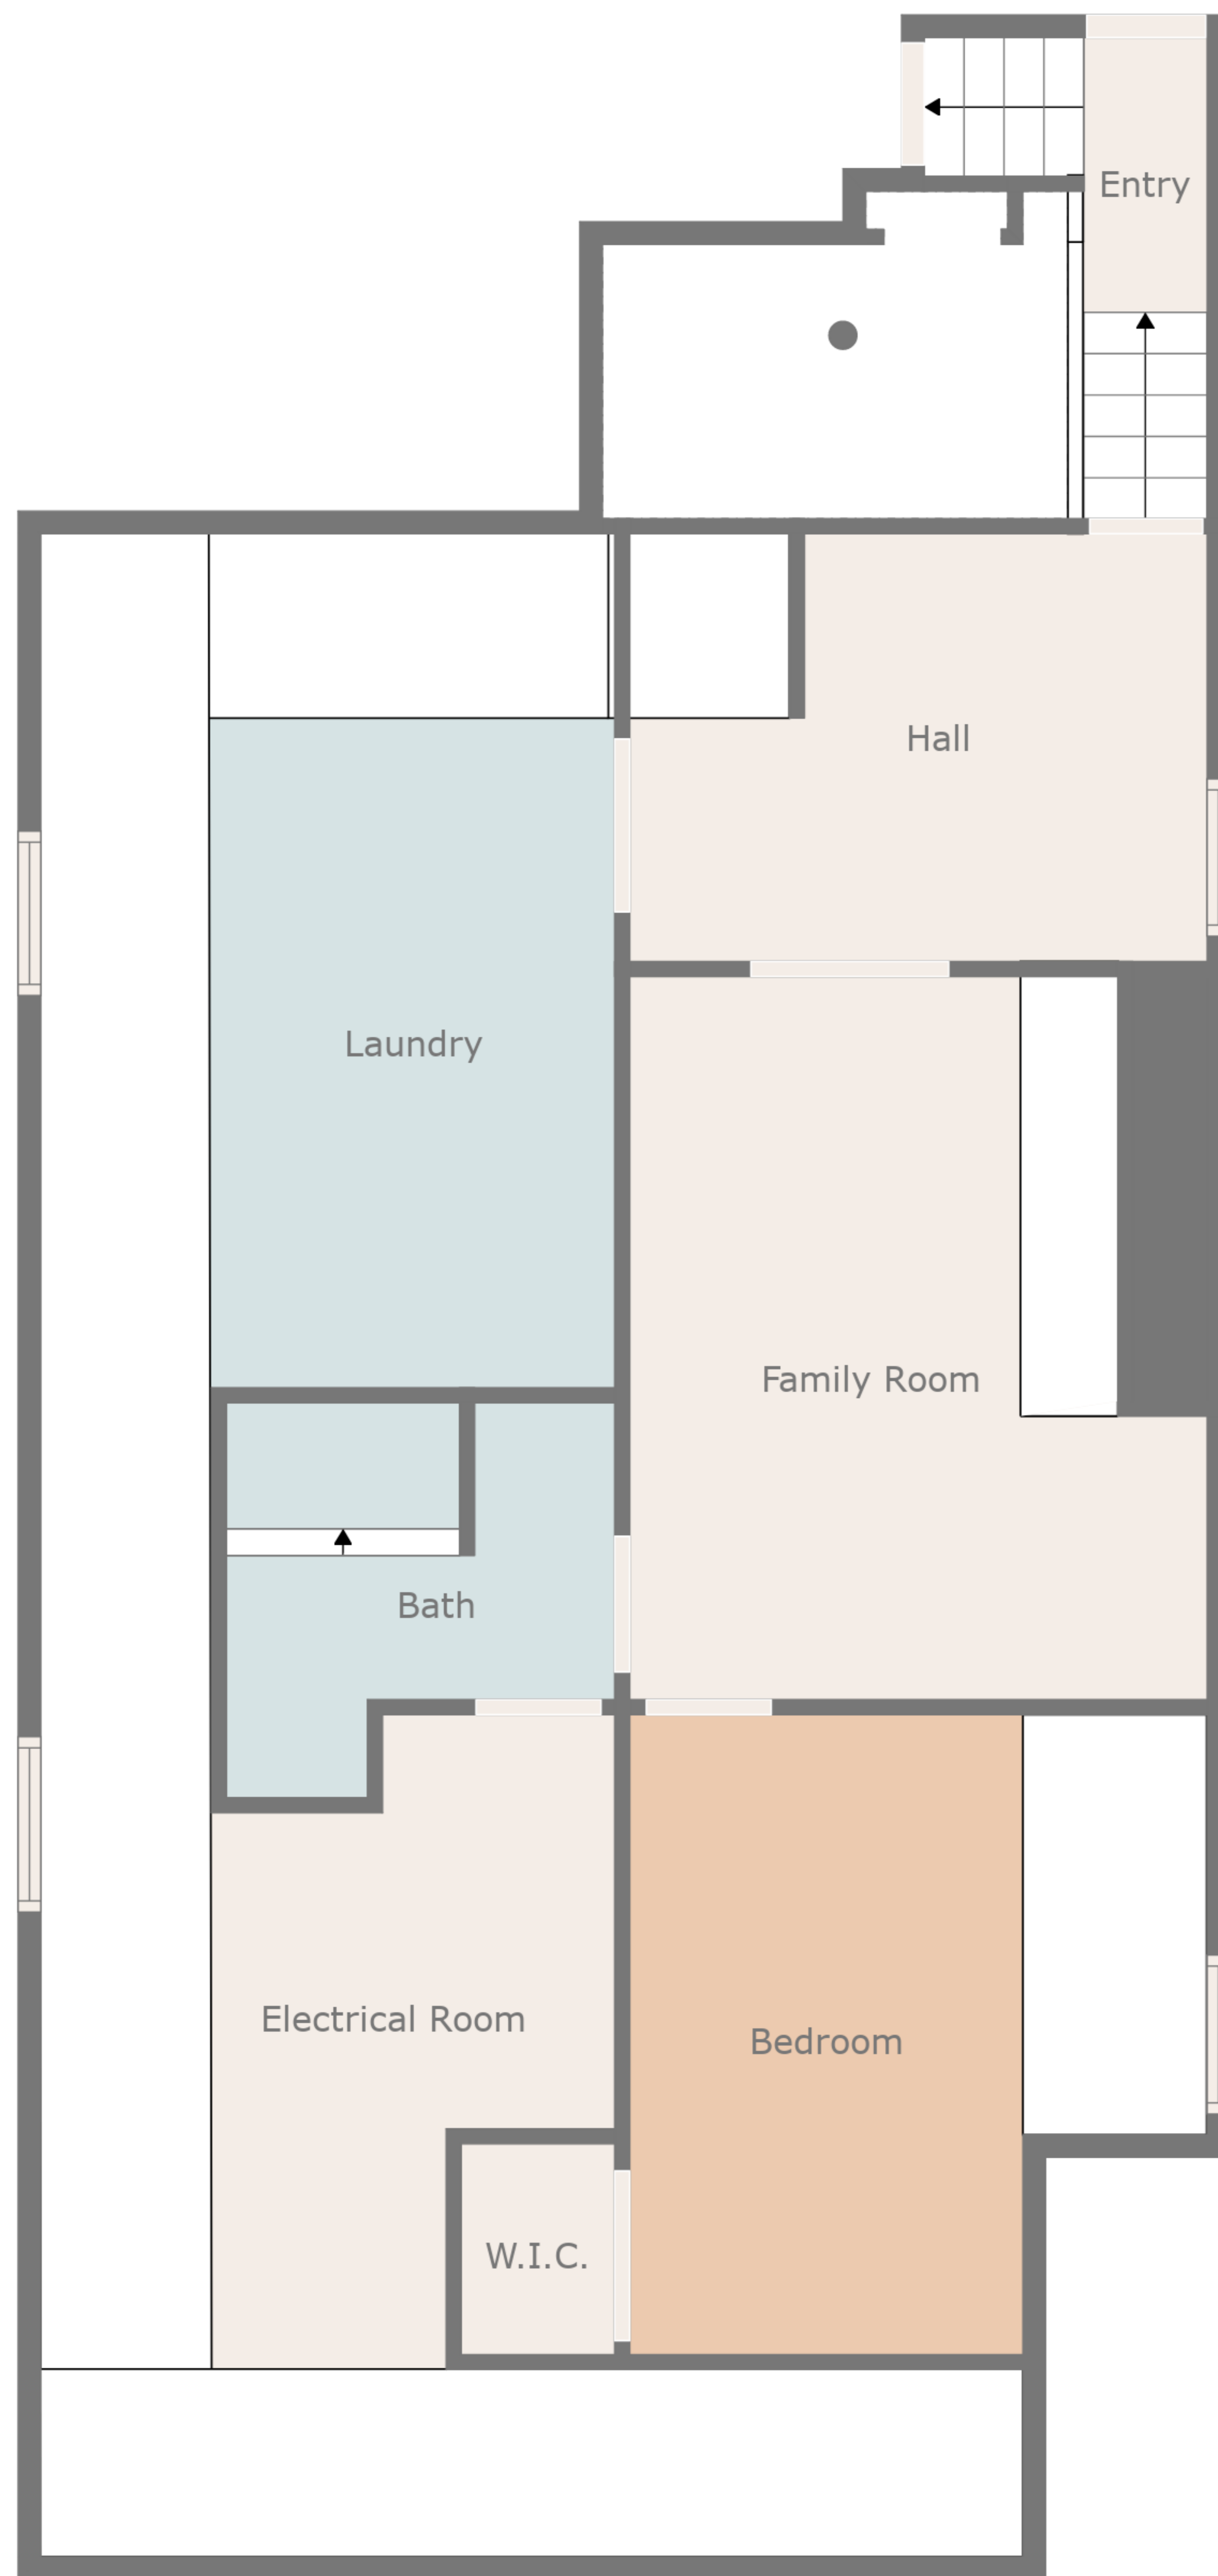 Entry
Hall
Laundry
Family Room
Bath
Electrical Room
Bedroom
W.I.C.